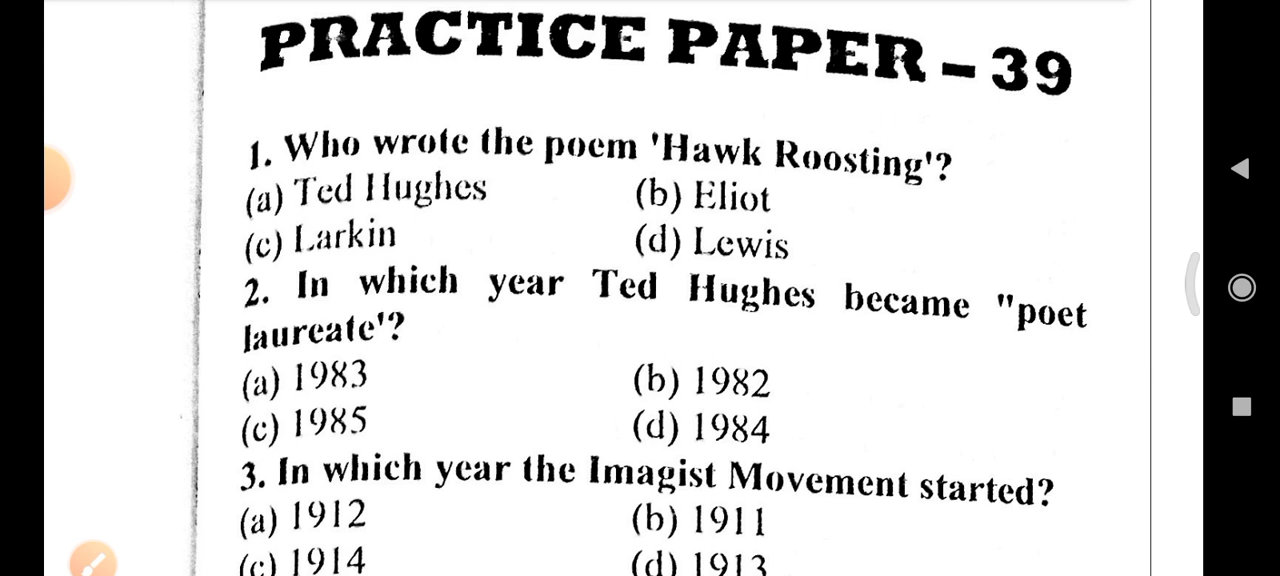 PRACTICE PAPER – 39
1. Who wrote the poem 'Hawk Roosting'?
(a) Ted Hughes (b) Eliot
(c) Larkin (d) Lewis
2. In which year Ted Hughes became "poet
laureate'?
(a) 1983 (b) 1982
(c) 1985 (d) 1984
3. In which year the Imagist Movement started?
(a) 1912 (b) 1911
(c) 1914 (d) 1913